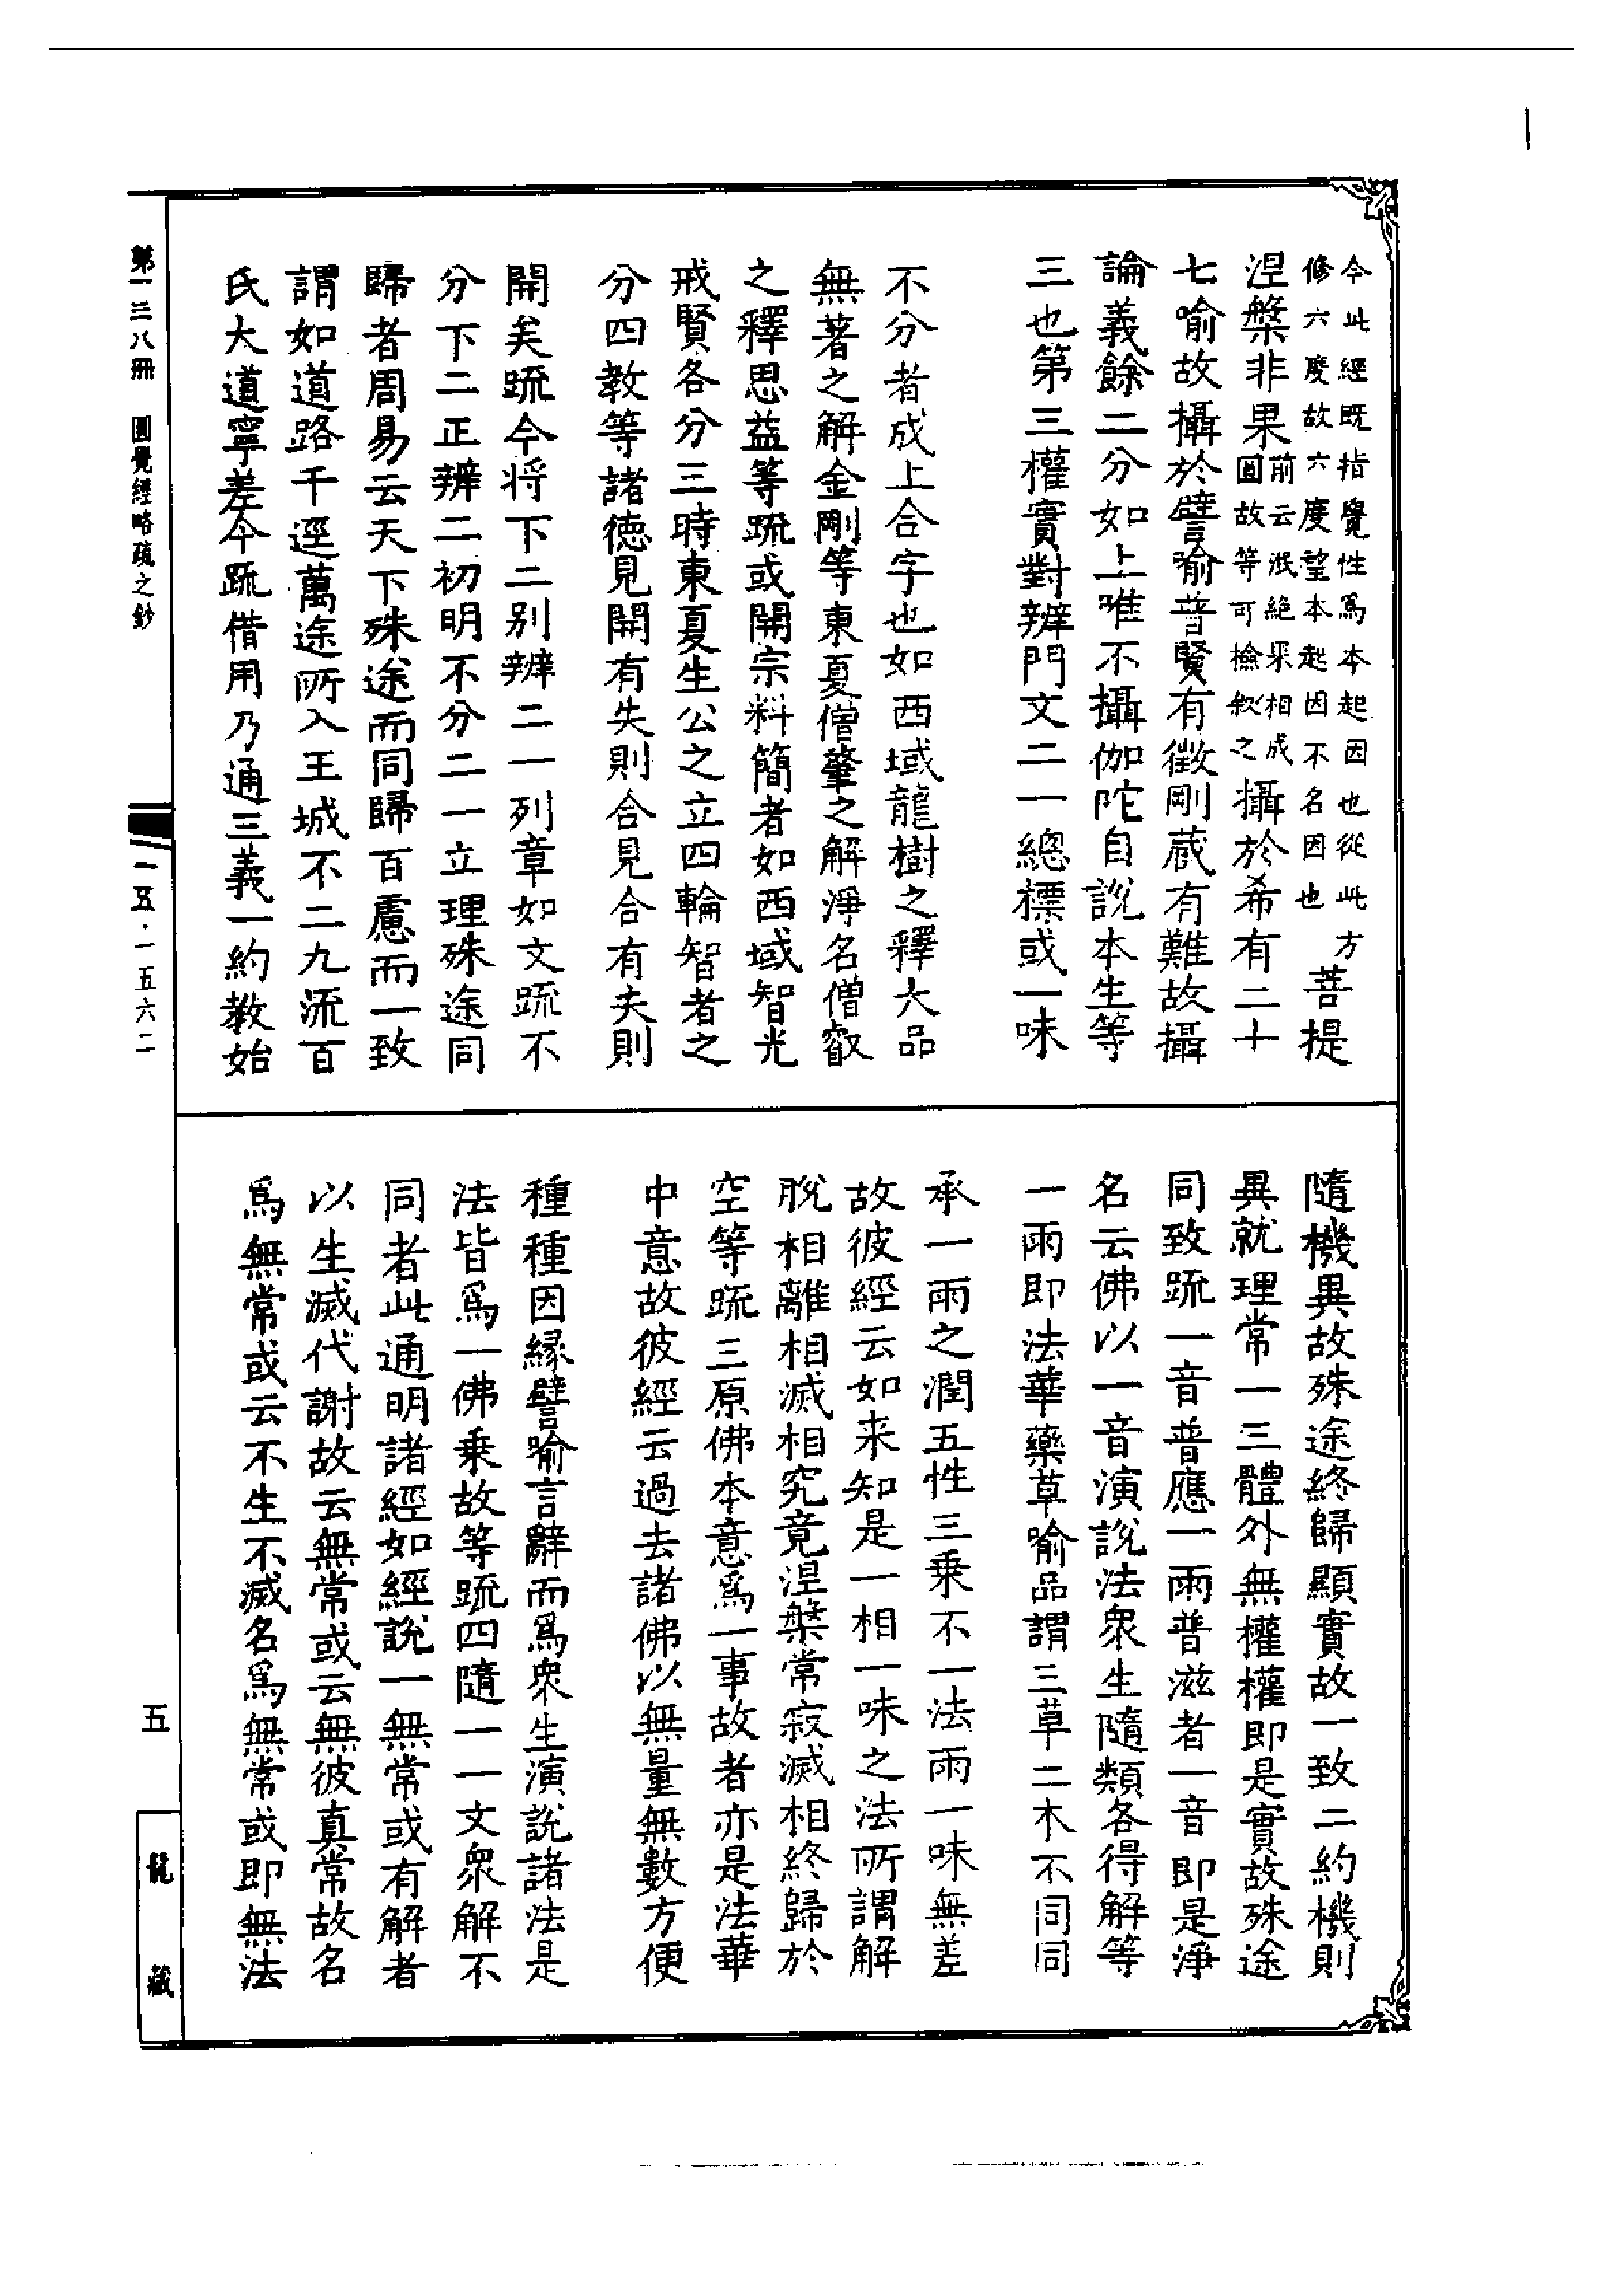 今此經既指覺性爲本起因也從此方
修六度故六度望本起因不名因也
菩提
涅槃非果
前云泯絶果相成
圓故等可檢叙之
攝於希有二十
七喻故攝於譬喻普賢有徵剛蔵有難故攝
論義餘二分如上唯不攝伽陀自說本生等
三也第三權實對辨門文二一總標或一味
不分者成上合字也如西域龍樹之釋大品
無著之解金剛等東夏僧肇之解淨名僧叡
之釋思益等䟽或開宗料簡者如西域智光
戒賢各分三時東夏生公之立四輪智者之
分四教等諸徳見開有失則合見合有失則
開矣䟽今将下二别辨二一列章如文䟽不
分下二正辨二初明不分二一立理殊途同
歸者周易云天下殊途而同歸百慮而一致
謂如道路千逕萬途所入王城不二九流百
氏大道寧差今䟽借用乃通三義一約教始
隨機異故殊途終歸顯實故一致二約機則
異就理常一三體外無權權即是實故殊途
同致䟽一音普應一雨普滋者一音即是淨
名云佛以一音演說法衆生隨類各得解等
一雨即法華藥草喻品謂三草二木不同同
承一雨之潤五性三乗不一法雨一味無差
故彼經云如来知是一相一味之法所謂解
脫相離相滅相究竟涅槃常寂滅相終歸於
空等䟽三原佛本意爲一事故者亦是法華
中意故彼經云過去諸佛以無量無數方便
種種因縁譬喻言辭而爲衆生演說諸法是
法皆爲一佛乗故等䟽四隨一一文衆解不
同者此通明諸經如經說一無常或有解者
以生滅代謝故云無常或云無彼真常故名
爲無常或云不生不滅名爲無常或即無法
第一三八冊　圓覺經略疏之鈔
一五·一五六二
五
龍藏